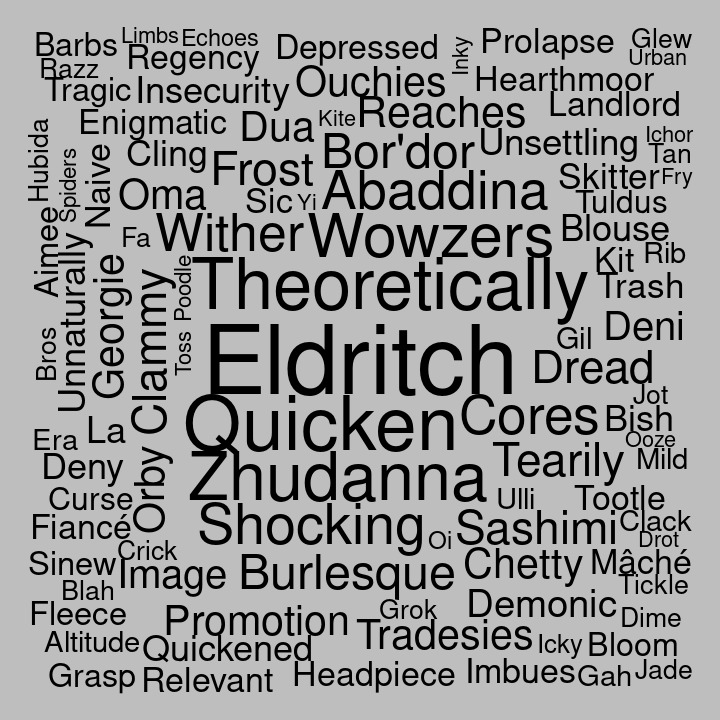 Barbs
Limbs
Echoes
Regency
Razz
Depressed
Inky
Prolapse
Glew
Urban
Tragic
Insecurity
Ouchies
Hearthmoor
Landlord
Enigmatic
Dua
Kite
Reaches
Bor'dor
Unsettling
Ichor
Tan
Hubida
Spiders
Naive
Cling
Frost
Oma
Sic
Yi
Abaddina
Skitter
Fry
Tuldus
Aimee
Unnaturally
Fa
Wither
Wowzers
Blouse
Kit
Rib
Georgie
Clammy
Poodle
Theoretically
Trash
Bros
Toss
Eldritch
Gil
Deni
Dread
Jot
Era
La
Quicken
Cores
Bish
Ooze
Deny
Orby
Zhudanna
Tearily
Mild
Curse
Ulli
Tootle
Fiancé
Shocking
Oi
Sashimi
Clack
Drot
Sinew
Crick
Image
Burlesque
Chetty
Mâché
Tickle
Blah
Fleece
Promotion
Grok
Demonic
Dime
Altitude
Quickened
Tradesies
Icky
Bloom
Grasp
Relevant
Headpiece
Imbues
Gah
Jade